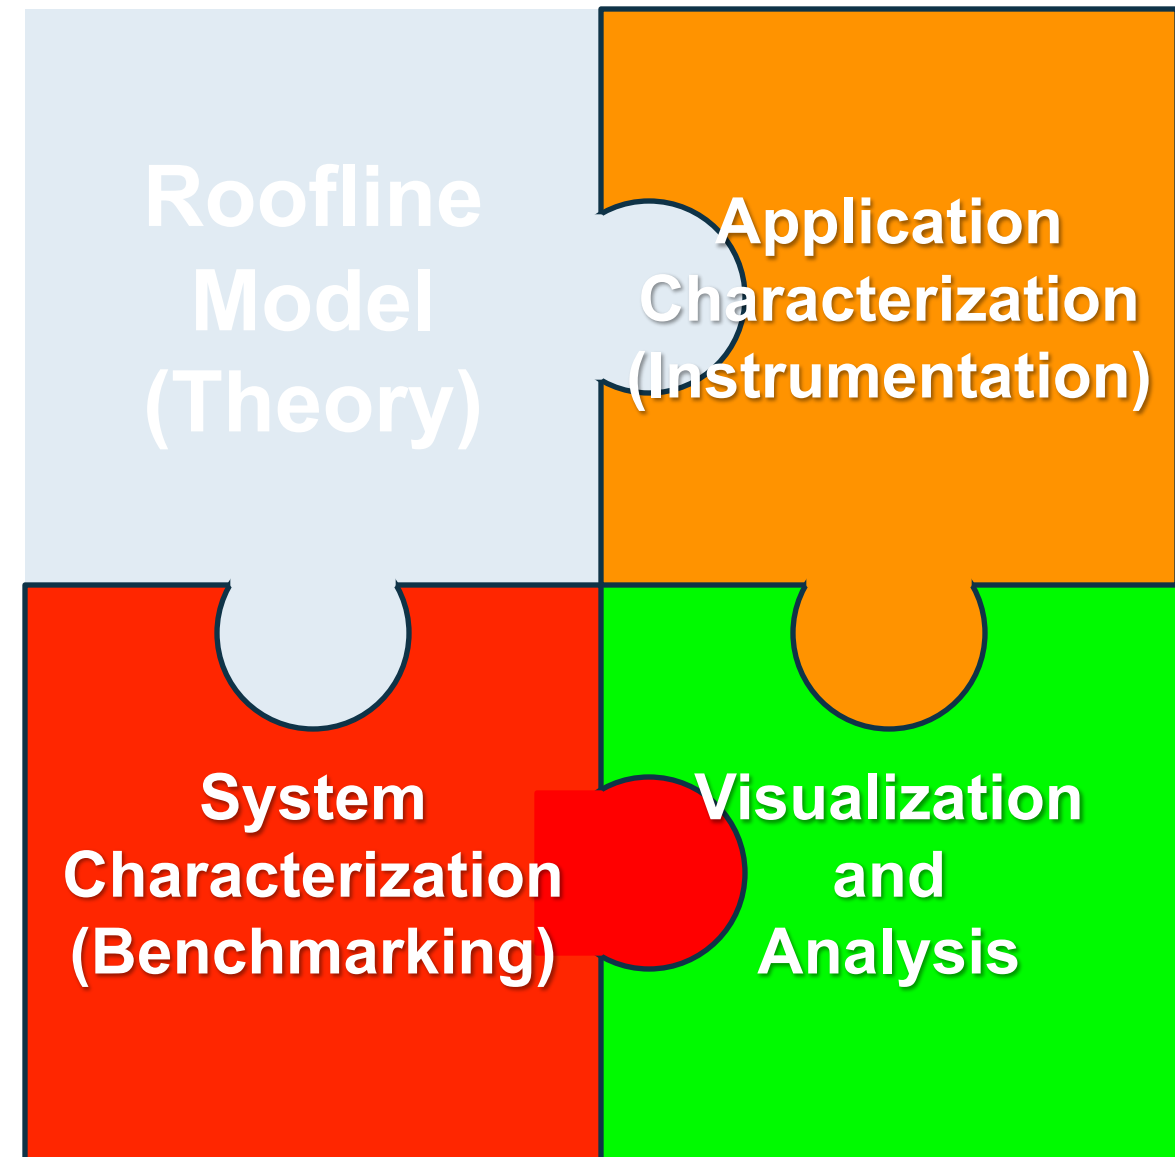 Roofline
Model
(Theory)
Application
Characterization
(Instrumentation)
System
Characterization
(Benchmarking)
Visualization
and
Analysis